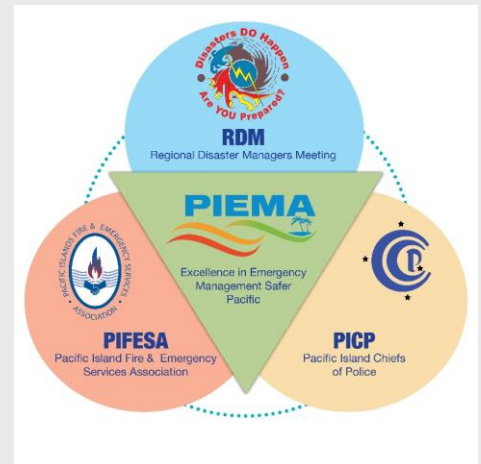 Disasters DO Happen
Are YOU Prepared?
RDM
Regional Disaster Managers Meeting
PIEMA
Excellence in Emergency
Management Safer
Pacific
PACIFIC ISLANDS FIRE & EMERGENCY SERVICES
ASSOCIATION
PIFESA
Pacific Island Fire & Emergency
Services Association
PICP
Pacific Island Chiefs
of Police